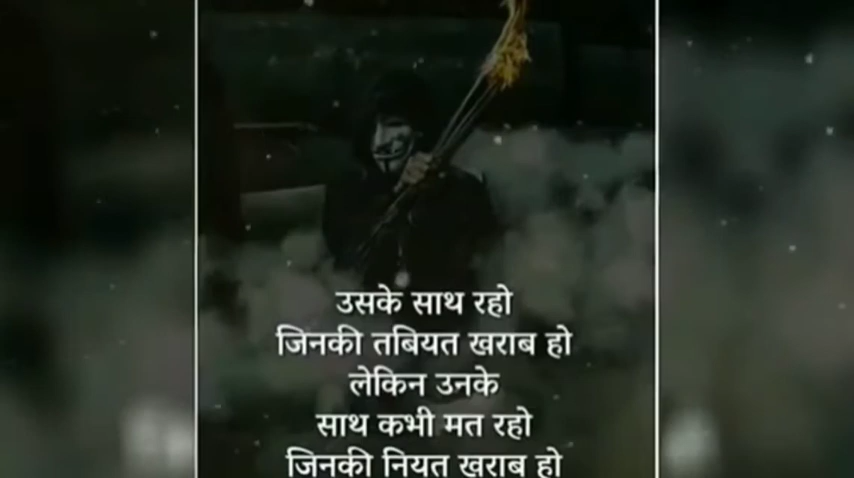 उसके साथ रहो
जिनकी तबियत खराब हो
लेकिन उनके
साथ कभी मत रहो
जिनकी नियत खराब हो